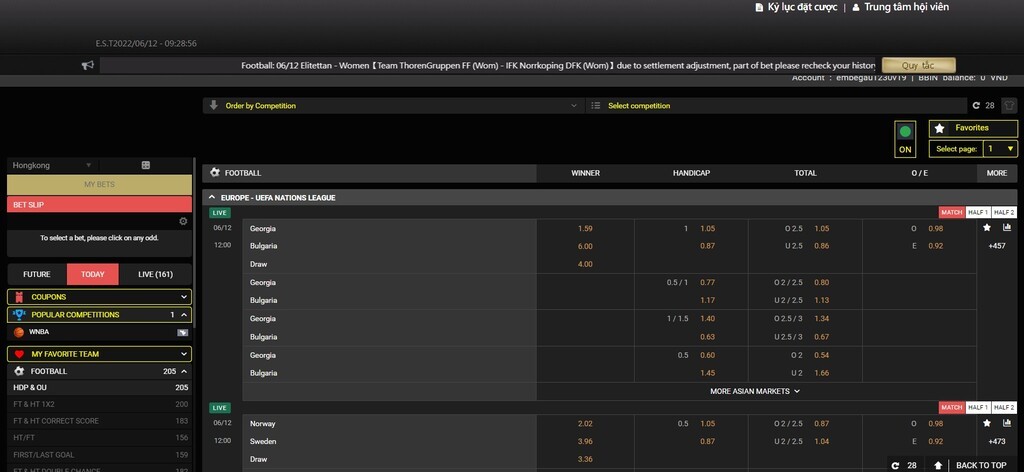 Ký lục đặt cược | Trung tâm hội viên
E.S.T2022/06/12 - 09:28:56
Football: 06/12 Elitettan - Women【Team ThorenGruppen FF (Wom) - IFK Norrkoping DFK (Wom)】due to settlement adjustment, part of bet please recheck your history
Quy tắc
Account : embegau1230v19 | BBIN balance: 0 VND
Order by Competition
Select competition
28
ON
Favorites
Select page: 1
Hongkong
MY BETS
BET SLIP
To select a bet, please click on any odd.
FUTURE TODAY LIVE (161)
COUPONS
POPULAR COMPETITIONS 1
WNBA
MY FAVORITE TEAM
FOOTBALL 205
HDP & OU 205
FT & HT 1X2 200
FT & HT CORRECT SCORE 183
HT/FT 156
FIRST/LAST GOAL 159
FT & HT DOUBLE CHANCE
FOOTBALL WINNER HANDICAP TOTAL O / E MORE
EUROPE - UEFA NATIONS LEAGUE
LIVE MATCH HALF 1 HALF 2
06/12 Georgia 1.59 1 1.05 O 2.5 1.05 O 0.98
12:00 Bulgaria 6.00 0.87 U 2.5 0.86 E 0.92 +457
Draw 4.00
Georgia 0.5 / 1 0.77 O 2 / 2.5 0.80
Bulgaria 1.17 U 2 / 2.5 1.13
Georgia 1 / 1.5 1.40 O 2.5 / 3 1.34
Bulgaria 0.63 U 2.5 / 3 0.67
Georgia 0.5 0.60 O 2 0.54
Bulgaria 1.45 U 2 1.66
MORE ASIAN MARKETS
LIVE MATCH HALF 1 HALF 2
06/12 Norway 2.02 0.5 1.05 O 2 / 2.5 0.87 O 0.98
12:00 Sweden 3.96 0.87 U 2 / 2.5 1.04 E 0.92 +473
Draw 3.36
28 BACK TO TOP